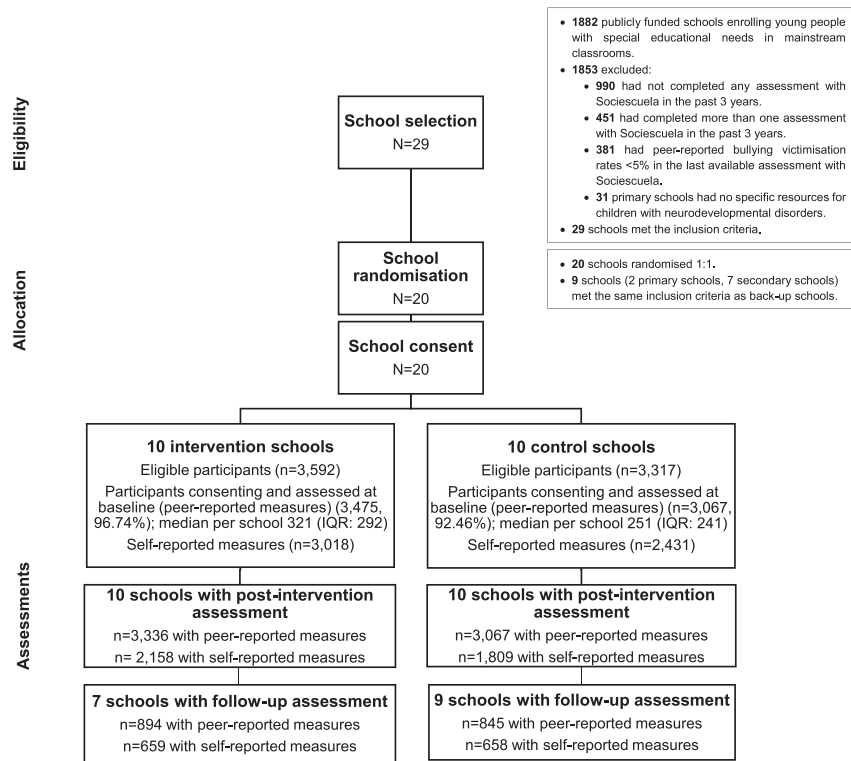 • 1882 publicly funded schools enrolling young people
with special educational needs in mainstream
classrooms.
• 1853 excluded:
• 990 had not completed any assessment with
Sociescuela in the past 3 years.
• 451 had completed more than one assessment
with Sociescuela in the past 3 years.
• 381 had peer-reported bullying victimisation
rates <5% in the last available assessment with
Sociescuela.
• 31 primary schools had no specific resources for
children with neurodevelopmental disorders.
• 29 schools met the inclusion criteria.
Eligibility
School selection
N=29
• 20 schools randomised 1:1.
• 9 schools (2 primary schools, 7 secondary schools)
met the same inclusion criteria as back-up schools.
Allocation
School
randomisation
N=20
School consent
N=20
10 intervention schools
Eligible participants (n=3,592)
Participants consenting and assessed at
baseline (peer-reported measures) (3,475,
96.74%); median per school 321 (IQR: 292)
Self-reported measures (n=3,018)
10 control schools
Eligible participants (n=3,317)
Participants consenting and assessed at
baseline (peer-reported measures) (n=3,067,
92.46%); median per school 251 (IQR: 241)
Self-reported measures (n=2,431)
Assessments
10 schools with post-intervention
assessment
n=3,336 with peer-reported measures
n= 2,158 with self-reported measures
10 schools with post-intervention
assessment
n=3,067 with peer-reported measures
n=1,809 with self-reported measures
7 schools with follow-up assessment
n=894 with peer-reported measures
n=659 with self-reported measures
9 schools with follow-up assessment
n=845 with peer-reported measures
n=658 with self-reported measures